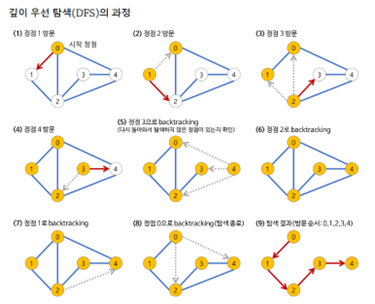 깊이 우선 탐색(DFS)의 과정
(1) 정점 1 방문
0 시작 정점
1 3 4
2
(2) 정점 2 방문
0
1 3 4
2
(3) 정점 3 방문
0
1 3 4
2
(4) 정점 4 방문
0
1 3 4
2
(5) 정점 3으로 backtracking
(다시 돌아와서 탐색하지 않은 정점이 있는지 확인)
0
1 3 4
2
(6) 정점 2로 backtracking
0
1 3 4
2
(7) 정점 1로 backtracking
0
1 3 4
2
(8) 정점 0으로 backtracking(탐색 종료)
0
1 3 4
2
(9) 탐색 결과(방문 순서: 0,1,2,3,4)
0
1 3 4
2